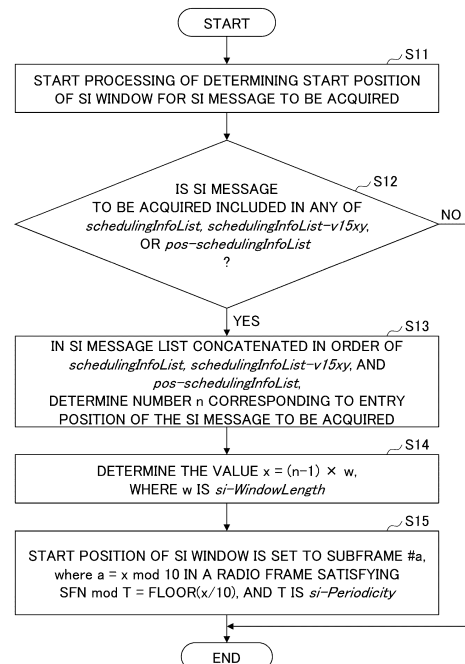 START
S11
START PROCESSING OF DETERMINING START POSITION
OF SI WINDOW FOR SI MESSAGE TO BE ACQUIRED
S12
IS SI MESSAGE
TO BE ACQUIRED INCLUDED IN ANY OF
schedulingInfoList, schedulingInfoList-v15xy,
OR pos-schedulingInfoList
?
NO
YES
S13
IN SI MESSAGE LIST CONCATENATED IN ORDER OF
schedulingInfoList, schedulingInfoList-v15xy, AND
pos-schedulingInfoList,
DETERMINE NUMBER n CORRESPONDING TO ENTRY
POSITION OF THE SI MESSAGE TO BE ACQUIRED
S14
DETERMINE THE VALUE x = (n-1) × w,
WHERE w IS si-WindowLength
S15
START POSITION OF SI WINDOW IS SET TO SUBFRAME #a,
where a = x mod 10 IN A RADIO FRAME SATISFYING
SFN mod T = FLOOR(x/10), AND T IS si-Periodicity
END